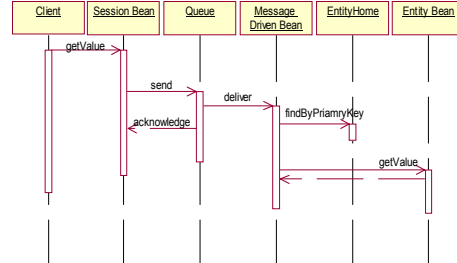 Client
Session Bean
Queue
Message
Driven Bean
EntityHome
Entity Bean
getValue
send
deliver
findByPriamryKey
acknowledge
getValue